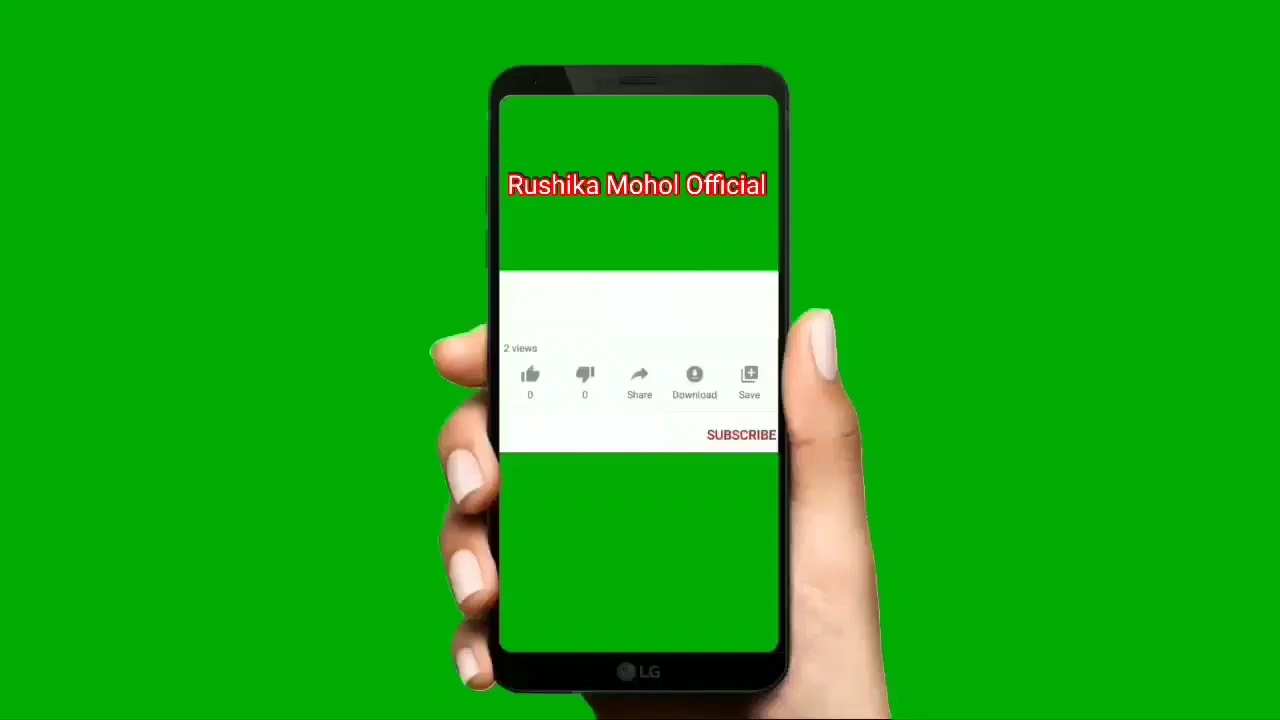 Rushika Mohol Official
2 views
0 0 Share Download Save
SUBSCRIBE
LG